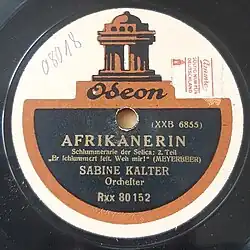 08918
Odeon
(XXB 6855)
AFRIKANERIN
Schlummerarie der Selica: 2. Teil
„Er schlummert fest. Weh mir!“ (MEYERBEER)
SABINE KALTER
Orchester
Rxx 80152